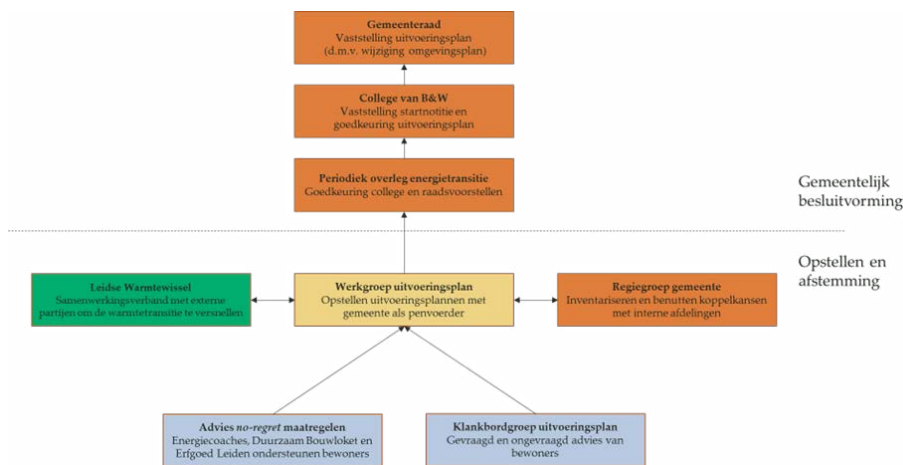 Gemeenteraad
Vaststelling uitvoeringsplan
(d.m.v. wijziging omgevingsplan)
College van B&W
Vaststelling startnotitie en
goedkeuring uitvoeringsplan
Periodiek overleg energietransitie
Goedkeuring college en raadsvoorstellen
Gemeentelijk
besluitvorming
Opstellen en
afstemming
Leidse Warmtewissel
Samenwerkingsverband met externe
partijen om de warmtetransitie te versnellen
Werkgroep uitvoeringsplan
Opstellen uitvoeringsplannen met
gemeente als penvoerder
Regiegroep gemeente
Inventariseren en benutten koppelkansen
met interne afdelingen
Advies no-regret maatregelen
Energiecoaches, Duurzaam Bouwloket en
Erfgoed Leiden ondersteunen bewoners
Klankbordgroep uitvoeringsplan
Gevraagd en ongevraagd advies van
bewoners